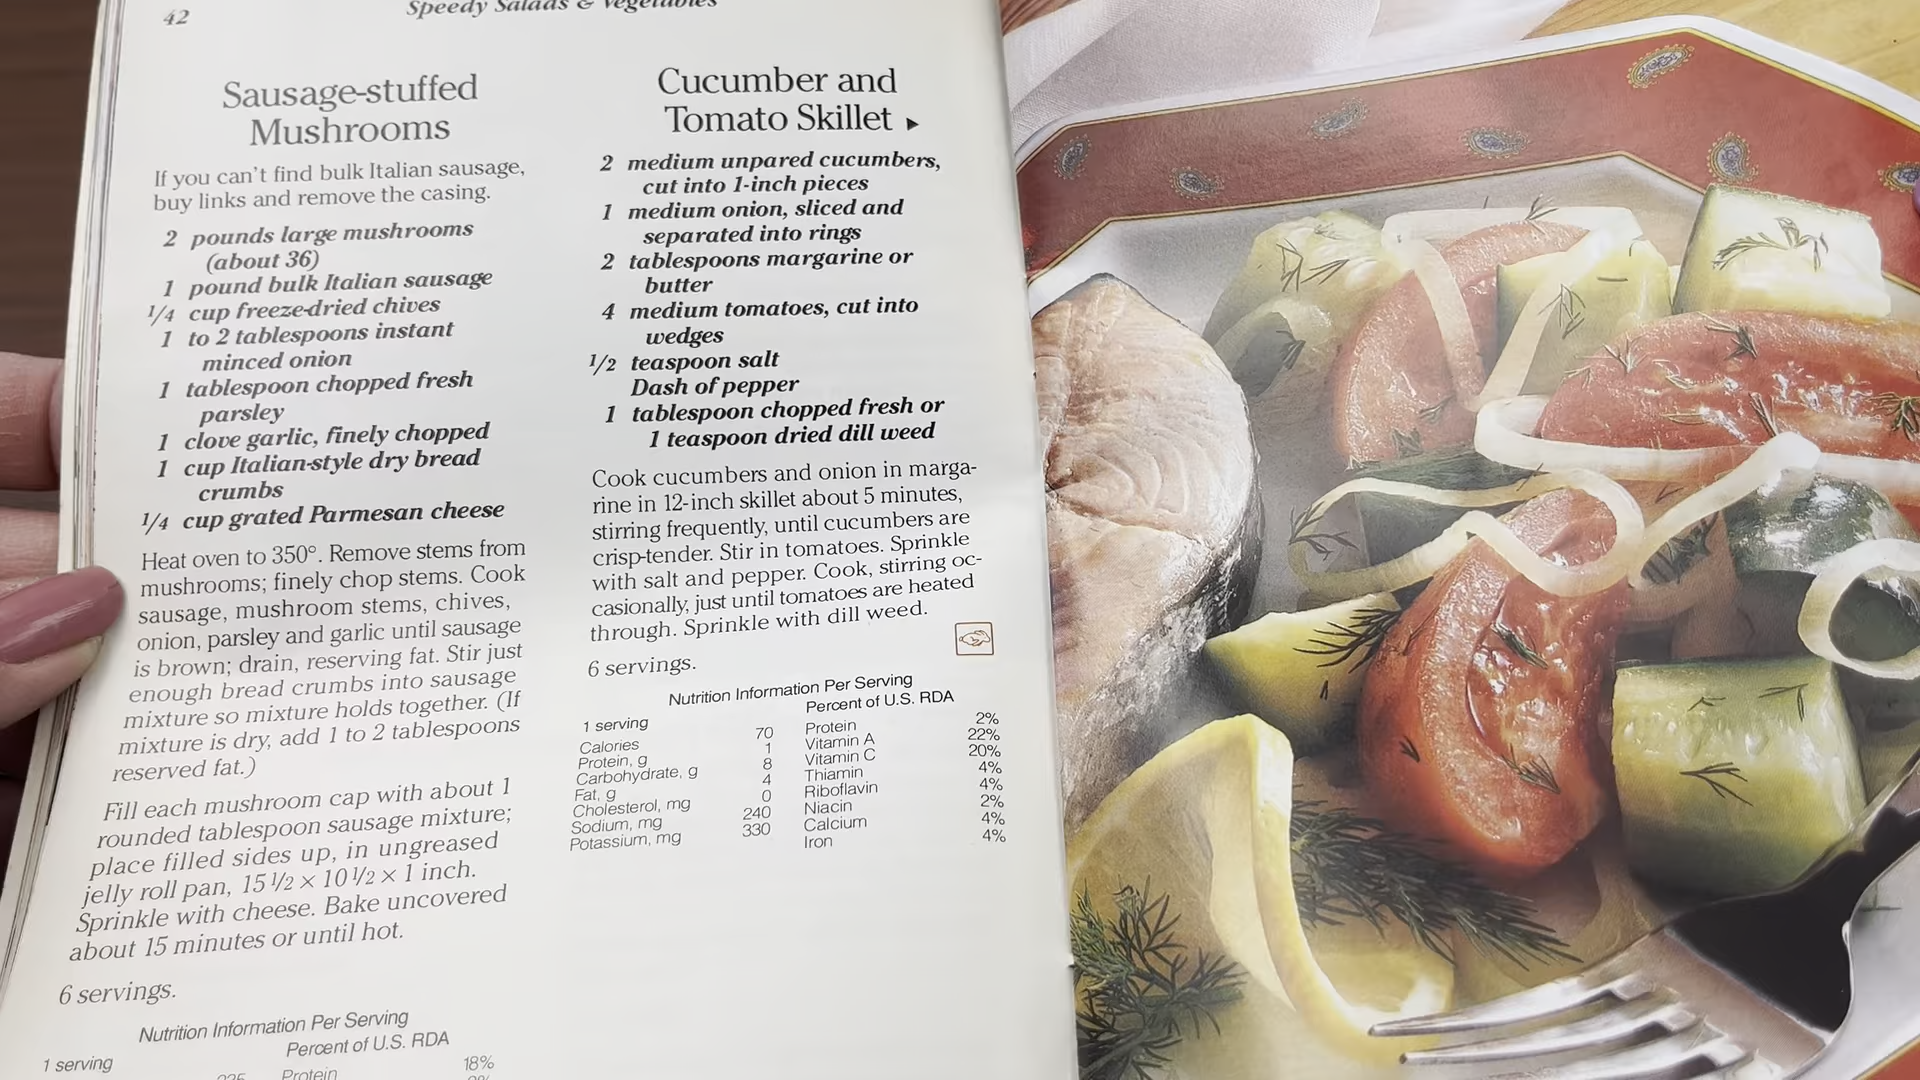 42
Speedy Salads & Vegetables
Sausage-stuffed
Mushrooms
If you can't find bulk Italian sausage,
buy links and remove the casing.
2 pounds large mushrooms
(about 36)
1 pound bulk Italian sausage
1/4 cup freeze-dried chives
1 to 2 tablespoons instant
minced onion
1 tablespoon chopped fresh
parsley
1 clove garlic, finely chopped
1 cup Italian-style dry bread
crumbs
1/4 cup grated Parmesan cheese
Heat oven to 350°. Remove stems from
mushrooms; finely chop stems. Cook
sausage, mushroom stems, chives,
onion, parsley and garlic until sausage
is brown; drain, reserving fat. Stir just
enough bread crumbs into sausage
mixture so mixture holds together. (If
mixture is dry, add 1 to 2 tablespoons
reserved fat.)
Fill each mushroom cap with about 1
rounded tablespoon sausage mixture;
place filled sides up, in ungreased
jelly roll pan, 15 1/2 × 10 1/2 × 1 inch.
Sprinkle with cheese. Bake uncovered
about 15 minutes or until hot.
6 servings.
Nutrition Information Per Serving
Percent of U.S. RDA
1 serving
Protein 18%
Cucumber and
Tomato Skillet ►
2 medium unpared cucumbers,
cut into 1-inch pieces
1 medium onion, sliced and
separated into rings
2 tablespoons margarine or
butter
4 medium tomatoes, cut into
wedges
1/2 teaspoon salt
Dash of pepper
1 tablespoon chopped fresh or
1 teaspoon dried dill weed
Cook cucumbers and onion in marga-
rine in 12-inch skillet about 5 minutes,
stirring frequently, until cucumbers are
crisp-tender. Stir in tomatoes. Sprinkle
with salt and pepper. Cook, stirring oc-
casionally, just until tomatoes are heated
through. Sprinkle with dill weed.
6 servings.
Nutrition Information Per Serving
Percent of U.S. RDA
1 serving
Calories 70 Protein 2%
Protein, g 1 Vitamin A 22%
Carbohydrate, g 8 Vitamin C 20%
Fat, g 4 Thiamin 4%
Cholesterol, mg 0 Riboflavin 4%
Sodium, mg 240 Niacin 2%
Potassium, mg 330 Calcium 4%
Iron 4%